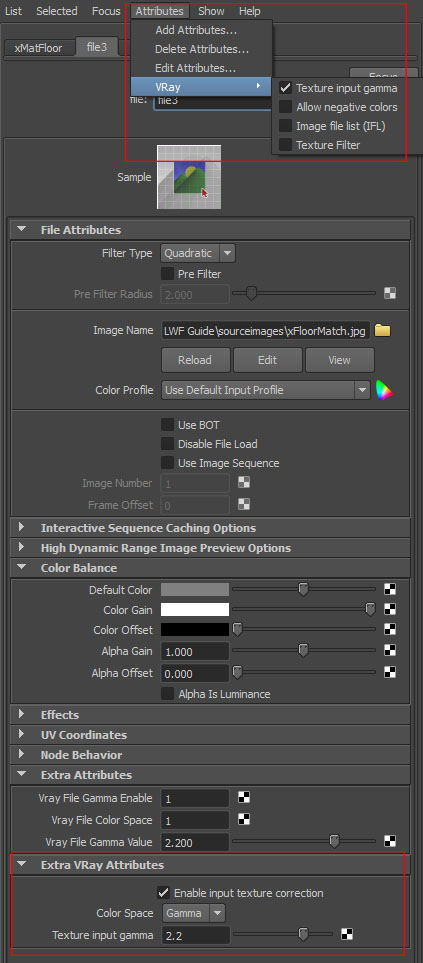 List Selected Focus Attributes Show Help
Add Attributes...
Delete Attributes...
Edit Attributes...
VRay
Texture input gamma
Allow negative colors
Image file list (IFL)
Texture Filter
xMatFloor file3
Focus
file: file3
Sample
File Attributes
Filter Type Quadratic
Pre Filter
Pre Filter Radius 2.000
Image Name LWF Guide\sourceimages\xFloorMatch.jpg
Reload Edit View
Color Profile Use Default Input Profile
Use BOT
Disable File Load
Use Image Sequence
Image Number 1
Frame Offset 0
Interactive Sequence Caching Options
High Dynamic Range Image Preview Options
Color Balance
Default Color
Color Gain
Color Offset
Alpha Gain 1.000
Alpha Offset 0.000
Alpha Is Luminance
Effects
UV Coordinates
Node Behavior
Extra Attributes
Vray File Gamma Enable 1
Vray File Color Space 1
Vray File Gamma Value 2.200
Extra VRay Attributes
Enable input texture correction
Color Space Gamma
Texture input gamma 2.2